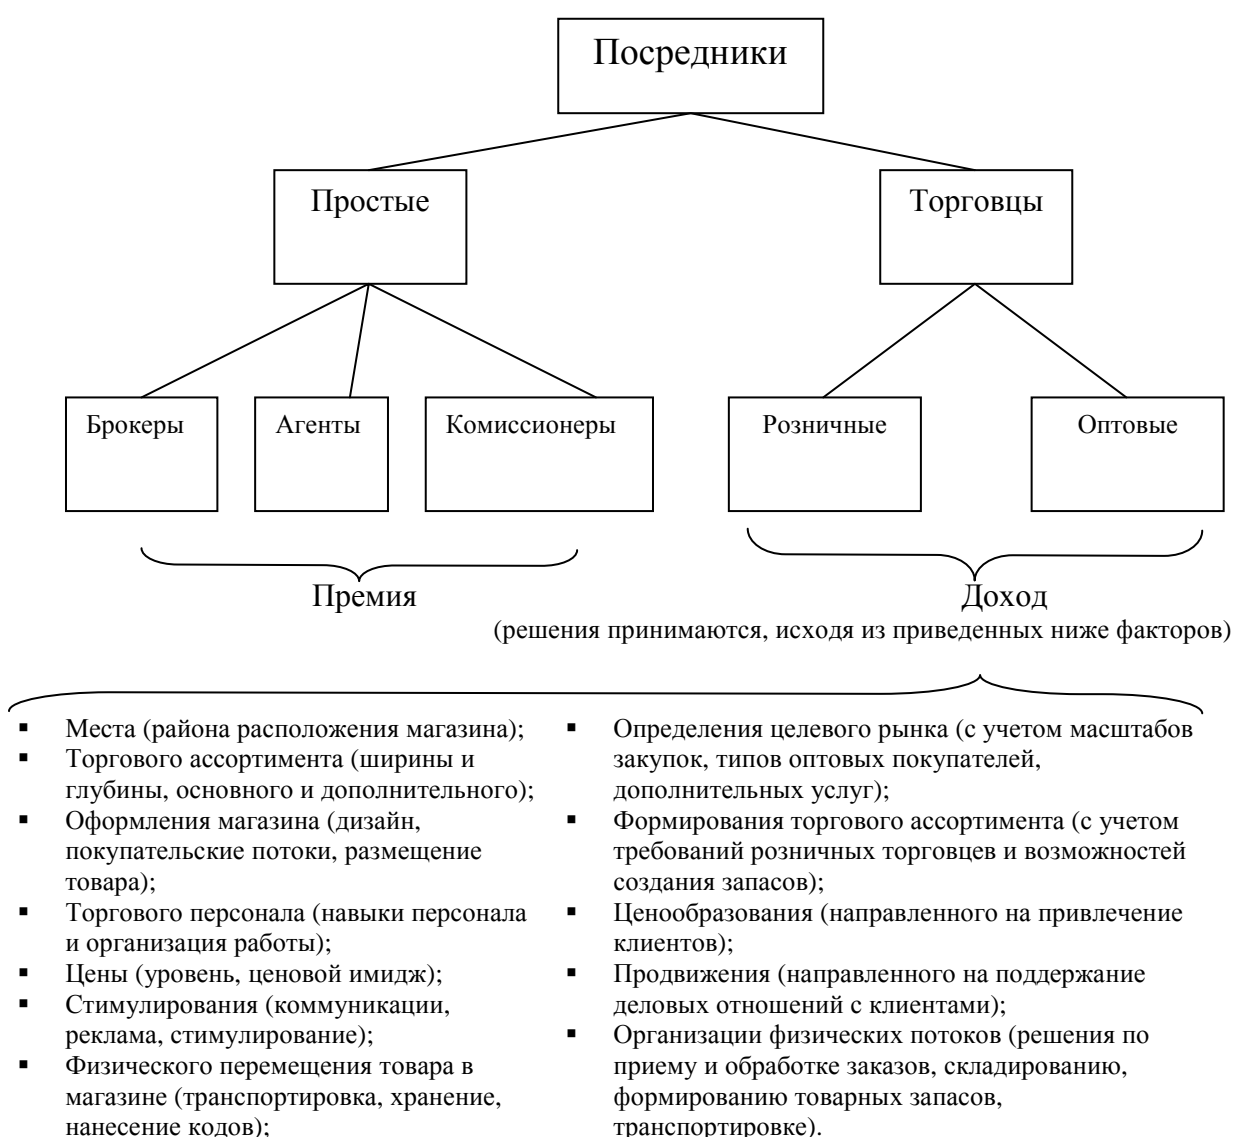 Посредники
Простые
Торговцы
Брокеры
Агенты
Комиссионеры
Розничные
Оптовые
Премия
Доход
(решения принимаются, исходя из приведенных ниже факторов)
▪ Места (района расположения магазина);
▪ Торгового ассортимента (ширины и
глубины, основного и дополнительного);
▪ Оформления магазина (дизайн,
покупательские потоки, размещение
товара);
▪ Торгового персонала (навыки персонала
и организация работы);
▪ Цены (уровень, ценовой имидж);
▪ Стимулирования (коммуникации,
реклама, стимулирование);
▪ Физического перемещения товара в
магазине (транспортировка, хранение,
нанесение кодов);
▪ Определения целевого рынка (с учетом масштабов
закупок, типов оптовых покупателей,
дополнительных услуг);
▪ Формирования торгового ассортимента (с учетом
требований розничных торговцев и возможностей
создания запасов);
▪ Ценообразования (направленного на привлечение
клиентов);
▪ Продвижения (направленного на поддержание
деловых отношений с клиентами);
▪ Организации физических потоков (решения по
приему и обработке заказов, складированию,
формированию товарных запасов,
транспортировке).